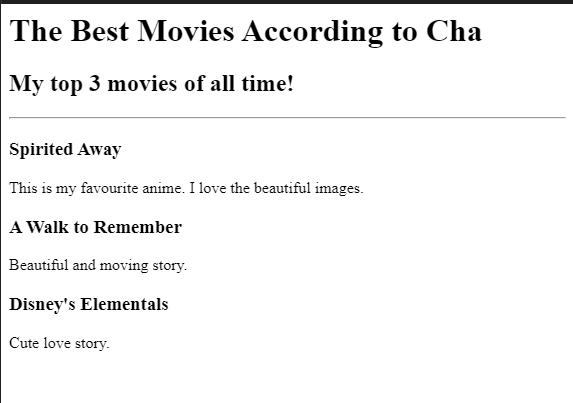 The Best Movies According to Cha
My top 3 movies of all time!
Spirited Away
This is my favourite anime. I love the beautiful images.
A Walk to Remember
Beautiful and moving story.
Disney's Elementals
Cute love story.